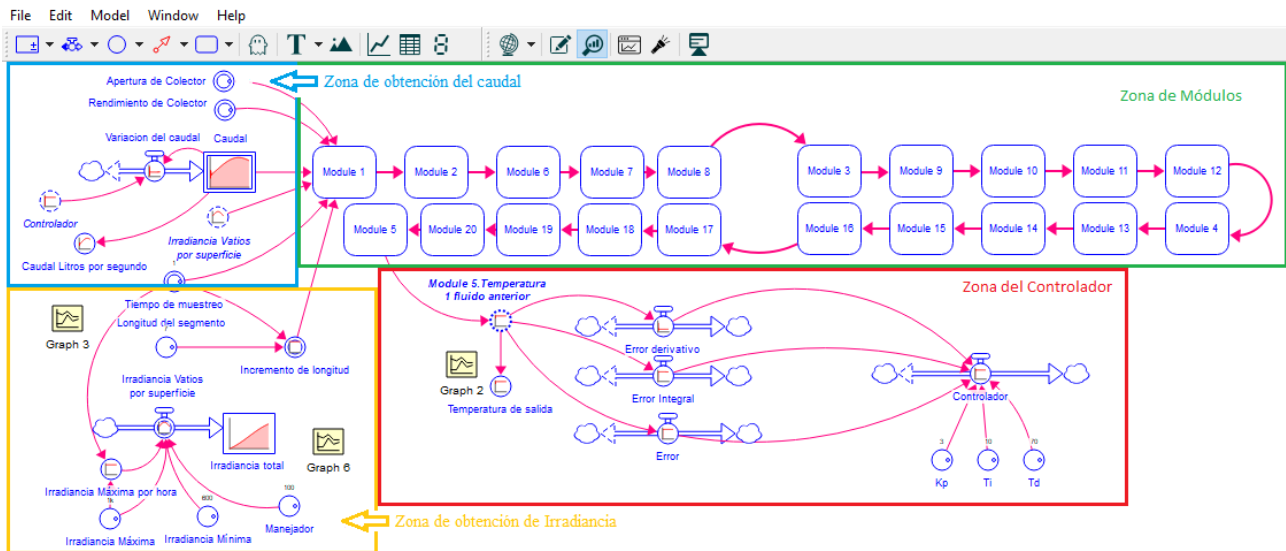 File Edit Model Window Help
Apertura de Colector
Zona de obtención del caudal
Rendimiento de Colector
Zona de Módulos
Variacion del caudal
Caudal
Module 1
Module 2
Module 6
Module 7
Module 8
Module 3
Module 9
Module 10
Module 11
Module 12
Controlador
Irradiancia Vatios
por superficie
Caudal Litros por segundo
Module 5
Module 20
Module 19
Module 18
Module 17
Module 16
Module 15
Module 14
Module 13
Module 4
1
Tiempo de muestreo
Longitud del segmento
1
Graph 3
Incremento de longitud
Irradiancia Vatios
por superficie
Irradiancia total
Graph 6
Irradiancia Máxima por hora
1k
Irradiancia Máxima
600
Irradiancia Mínima
100
Manejador
Zona de obtención de Irradiancia
Module 5.Temperatura
1 fluido anterior
Zona del Controlador
Error derivativo
Graph 2
Temperatura de salida
Error Integral
Error
Controlador
3
Kp
10
Ti
70
Td